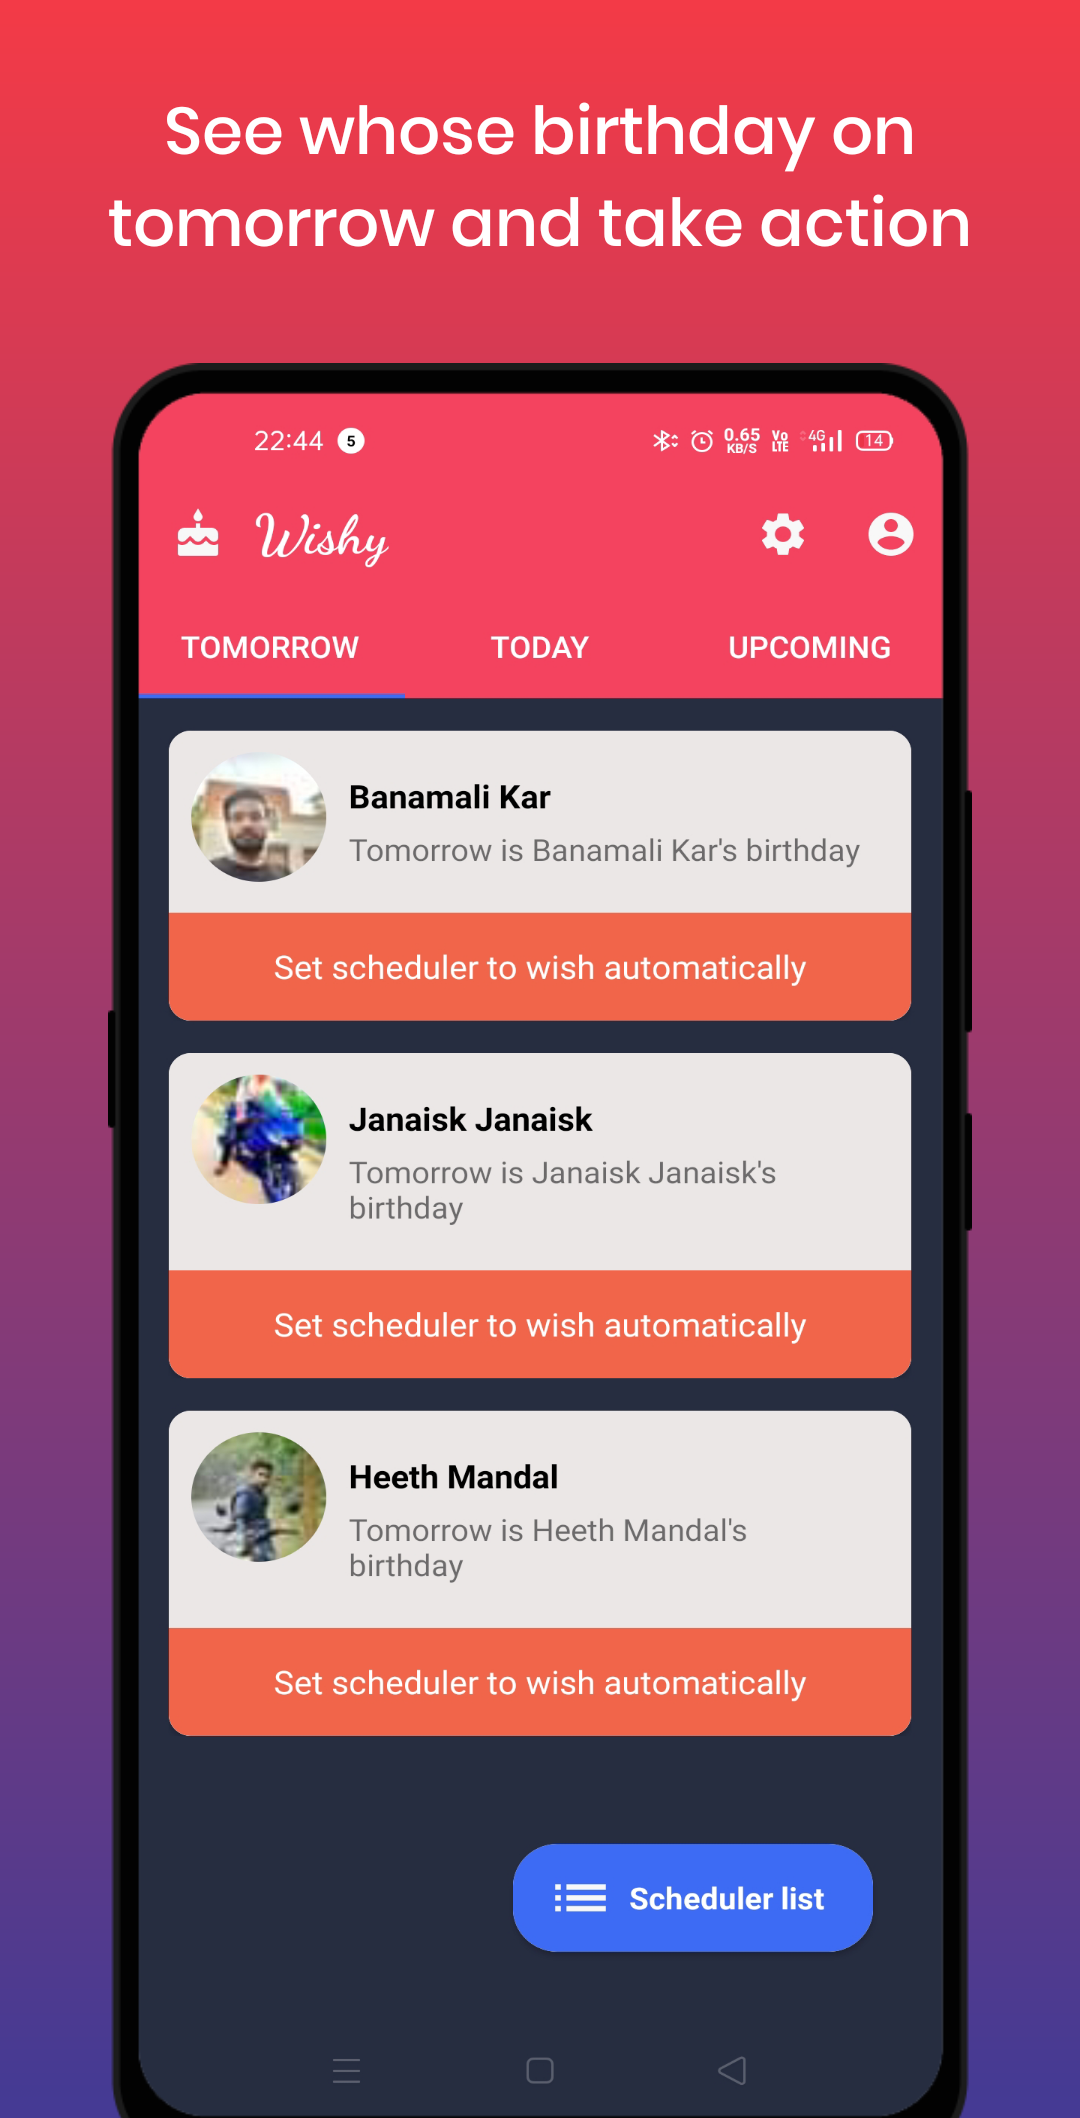 See whose birthday on
tomorrow and take action
22:44 5 0.65 KB/S Vo LTE 4G 14
Wishy
TOMORROW TODAY UPCOMING
Banamali Kar
Tomorrow is Banamali Kar's birthday
Set scheduler to wish automatically
Janaisk Janaisk
Tomorrow is Janaisk Janaisk's
birthday
Set scheduler to wish automatically
Heeth Mandal
Tomorrow is Heeth Mandal's
birthday
Set scheduler to wish automatically
Scheduler list